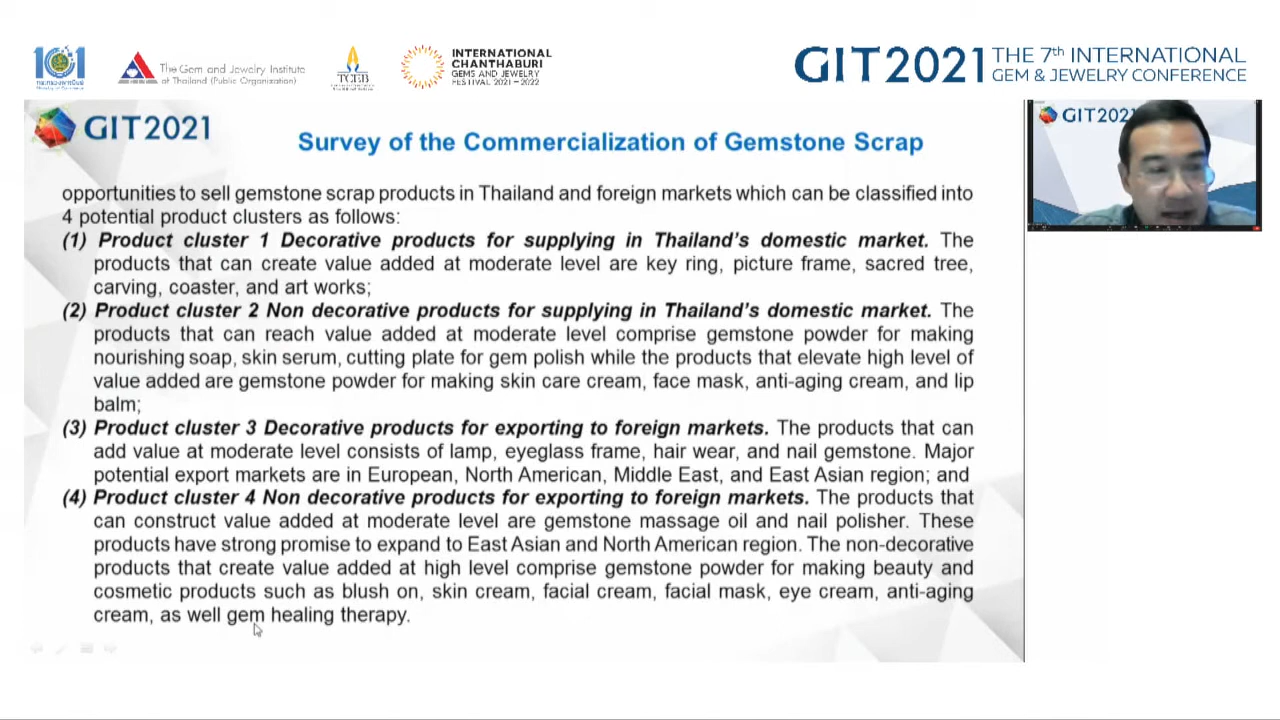 101
The Gem and Jewelry Institute
of Thailand (Public Organization)
TCEB
INTERNATIONAL
CHANTHABURI
GEMS AND JEWELRY
FESTIVAL 2021 – 2022
GIT2021 THE 7th INTERNATIONAL
GEM & JEWELRY CONFERENCE
GIT2021
Survey of the Commercialization of Gemstone Scrap
GIT2021
opportunities to sell gemstone scrap products in Thailand and foreign markets which can be classified into
4 potential product clusters as follows:
(1) Product cluster 1 Decorative products for supplying in Thailand's domestic market. The
products that can create value added at moderate level are key ring, picture frame, sacred tree,
carving, coaster, and art works;
(2) Product cluster 2 Non decorative products for supplying in Thailand's domestic market. The
products that can reach value added at moderate level comprise gemstone powder for making
nourishing soap, skin serum, cutting plate for gem polish while the products that elevate high level of
value added are gemstone powder for making skin care cream, face mask, anti-aging cream, and lip
balm;
(3) Product cluster 3 Decorative products for exporting to foreign markets. The products that can
add value at moderate level consists of lamp, eyeglass frame, hair wear, and nail gemstone. Major
potential export markets are in European, North American, Middle East, and East Asian region; and
(4) Product cluster 4 Non decorative products for exporting to foreign markets. The products that
can construct value added at moderate level are gemstone massage oil and nail polisher. These
products have strong promise to expand to East Asian and North American region. The non-decorative
products that create value added at high level comprise gemstone powder for making beauty and
cosmetic products such as blush on, skin cream, facial cream, facial mask, eye cream, anti-aging
cream, as well gem healing therapy.